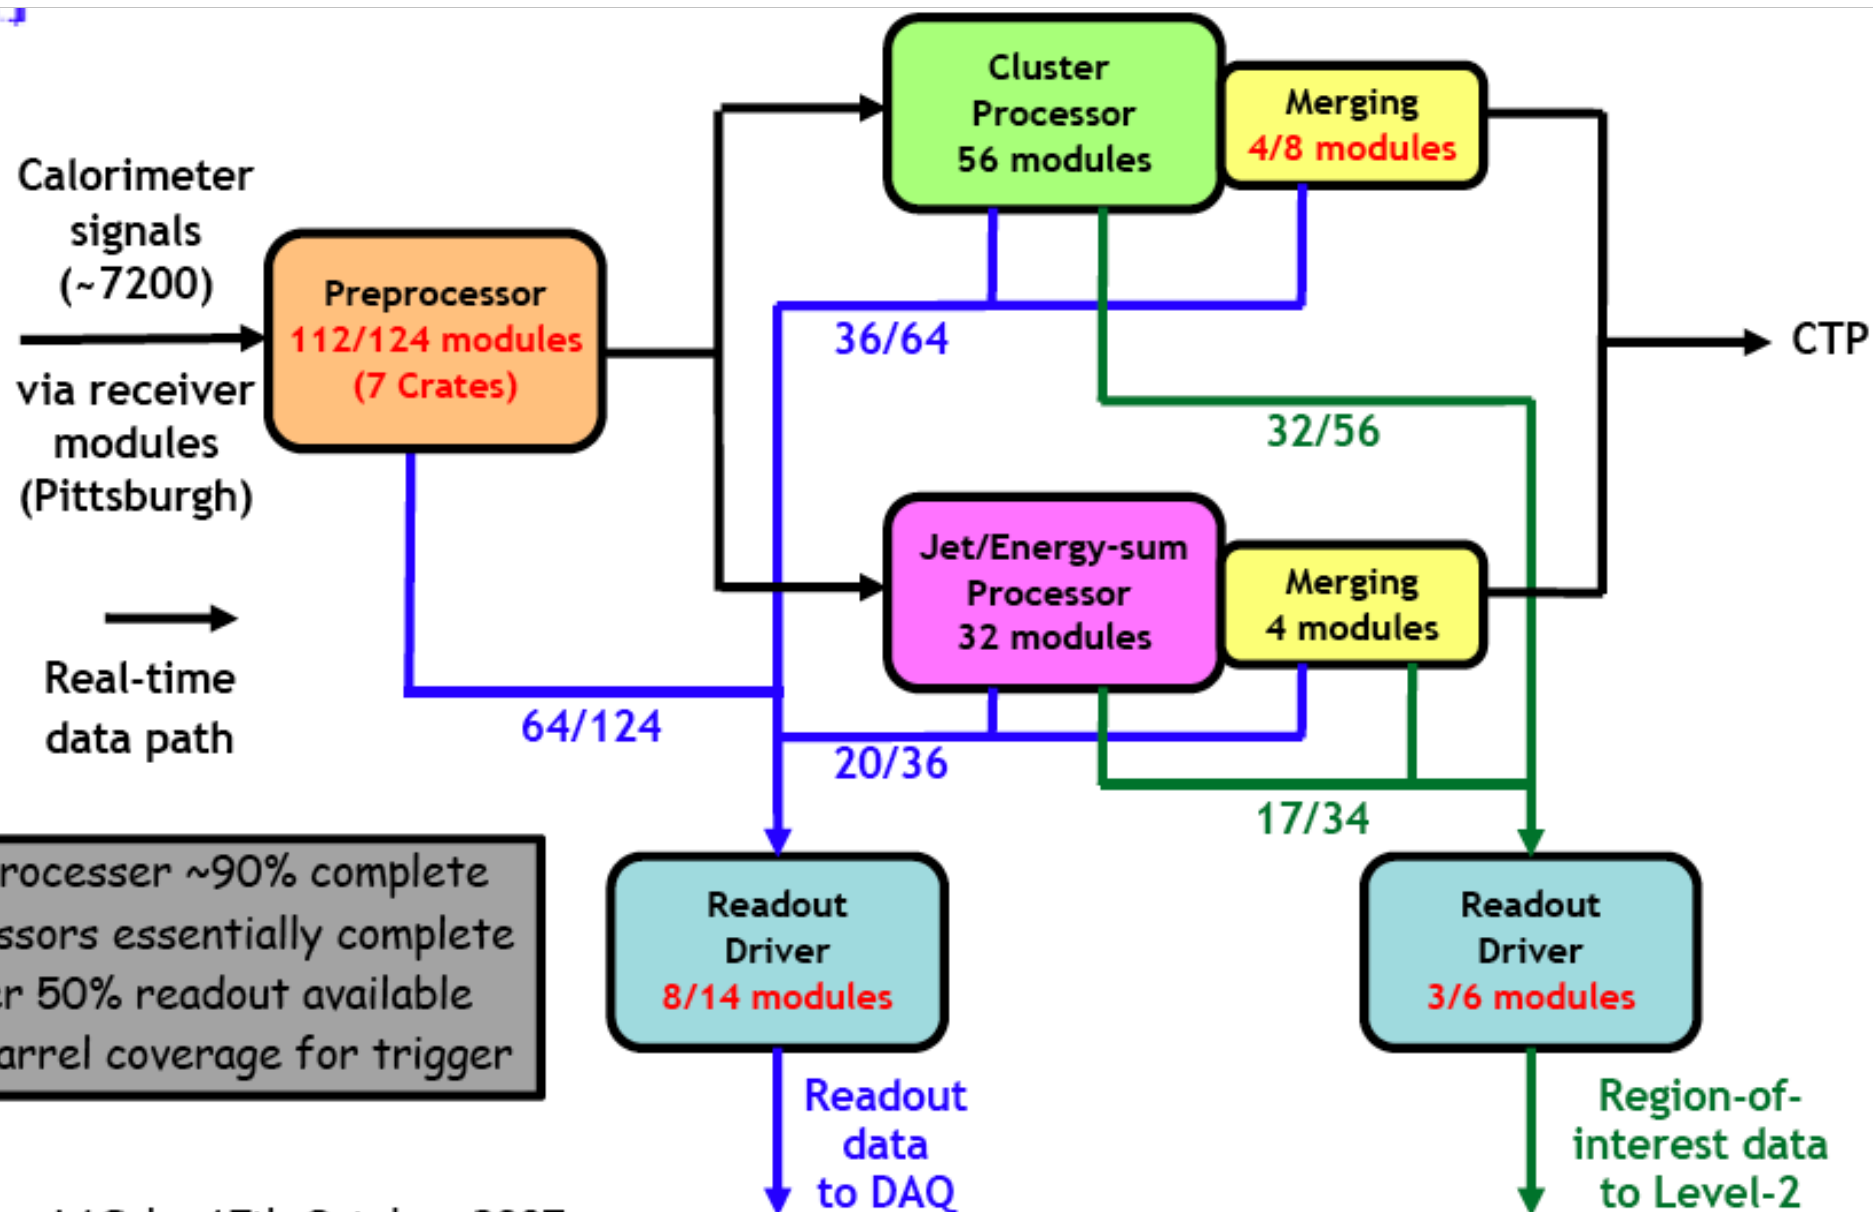 Calorimeter
signals
(~7200)
via receiver
modules
(Pittsburgh)
Real-time
data path
Preprocessor
112/124 modules
(7 Crates)
Cluster
Processor
56 modules
Merging
4/8 modules
36/64
32/56
CTP
Jet/Energy-sum
Processor
32 modules
Merging
4 modules
64/124
20/36
17/34
~90% complete
essentially complete
50% readout available
coverage for trigger
Readout
Driver
8/14 modules
Readout
Driver
3/6 modules
Readout
data
to DAQ
Region-of-
interest data
to Level-2